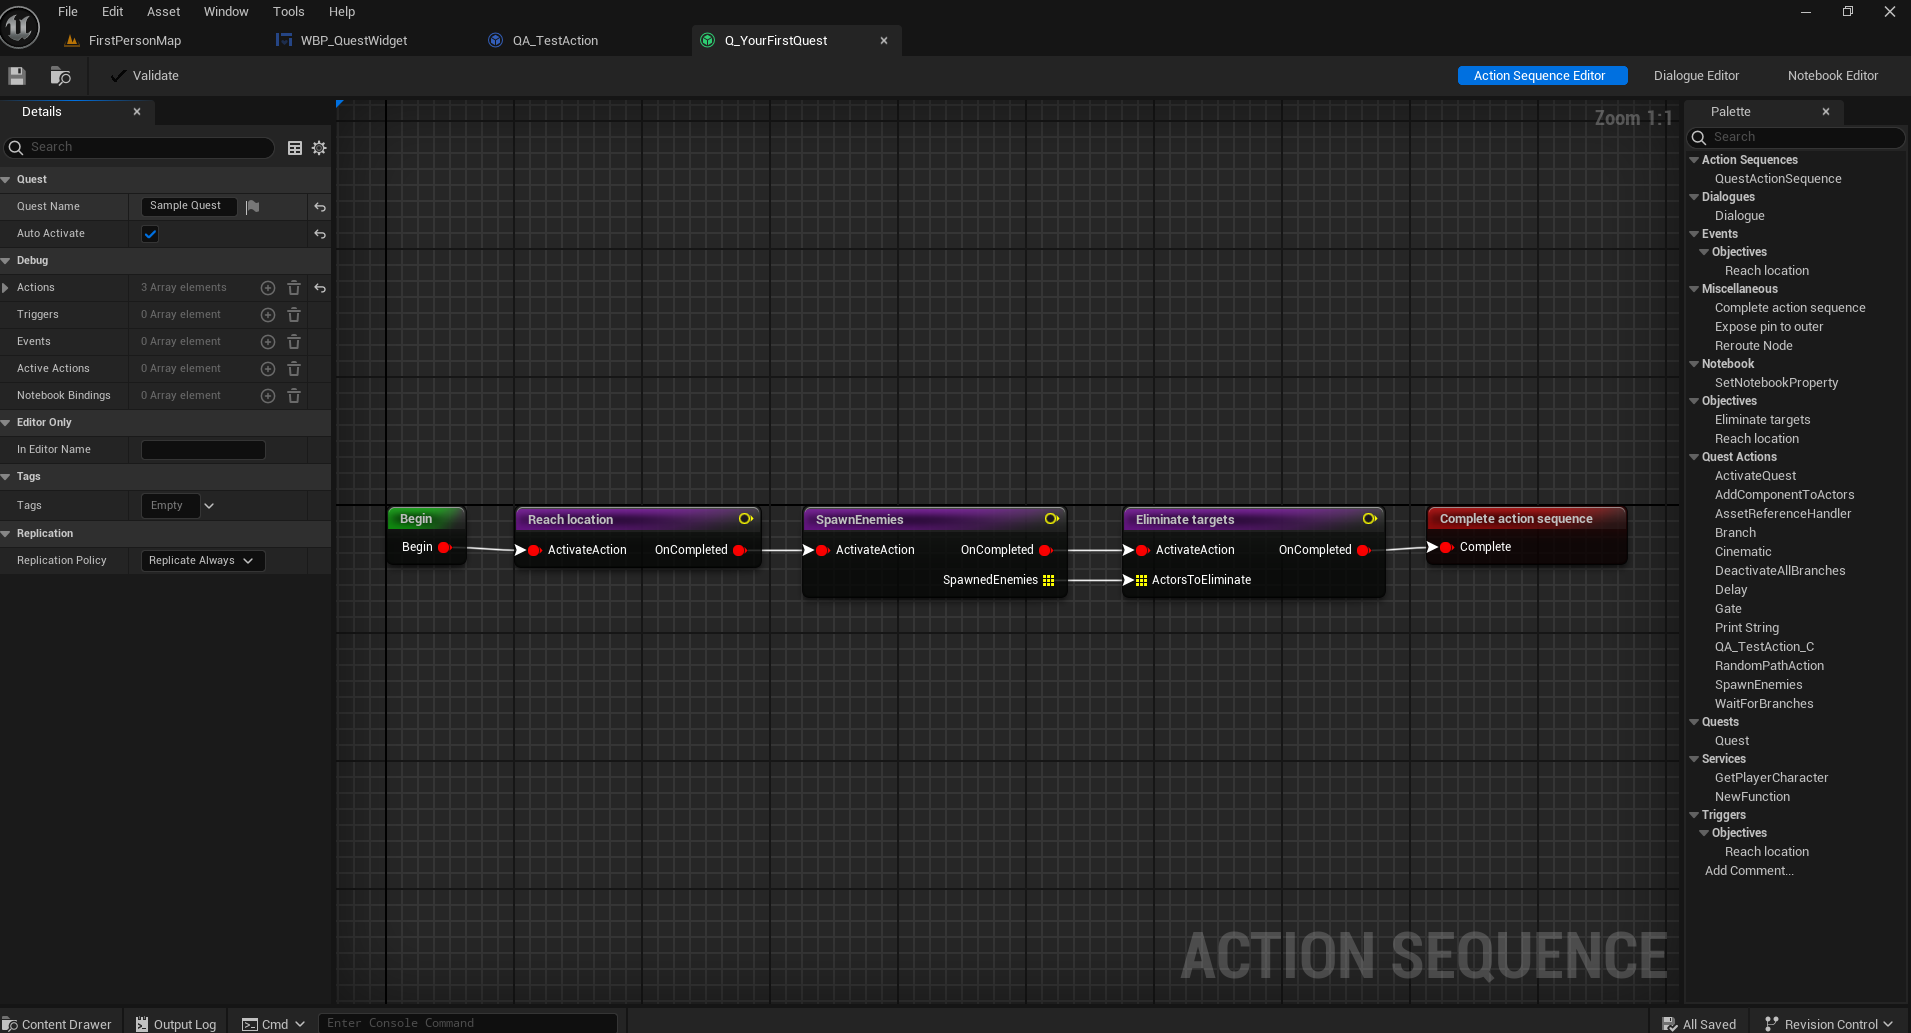 File Edit Asset Window Tools Help
FirstPersonMap WBP_QuestWidget QA_TestAction Q_YourFirstQuest
Validate Action Sequence Editor Dialogue Editor Notebook Editor
Details
Search
Quest
Quest Name Sample Quest
Auto Activate
Debug
Actions 3 Array elements
Triggers 0 Array element
Events 0 Array element
Active Actions 0 Array element
Notebook Bindings 0 Array element
Editor Only
In Editor Name
Tags
Tags Empty
Replication
Replication Policy Replicate Always
Zoom 1:1
Begin
Begin
Reach location
ActivateAction OnCompleted
SpawnEnemies
ActivateAction OnCompleted
SpawnedEnemies
Eliminate targets
ActivateAction OnCompleted
ActorsToEliminate
Complete action sequence
Complete
ACTION SEQUENCE
Palette
Search
Action Sequences
QuestActionSequence
Dialogues
Dialogue
Events
Objectives
Reach location
Miscellaneous
Complete action sequence
Expose pin to outer
Reroute Node
Notebook
SetNotebookProperty
Objectives
Eliminate targets
Reach location
Quest Actions
ActivateQuest
AddComponentToActors
AssetReferenceHandler
Branch
Cinematic
DeactivateAllBranches
Delay
Gate
Print String
QA_TestAction_C
RandomPathAction
SpawnEnemies
WaitForBranches
Quests
Quest
Services
GetPlayerCharacter
NewFunction
Triggers
Objectives
Reach location
Add Comment...
Content Drawer Output Log Cmd Enter Console Command All Saved Revision Control